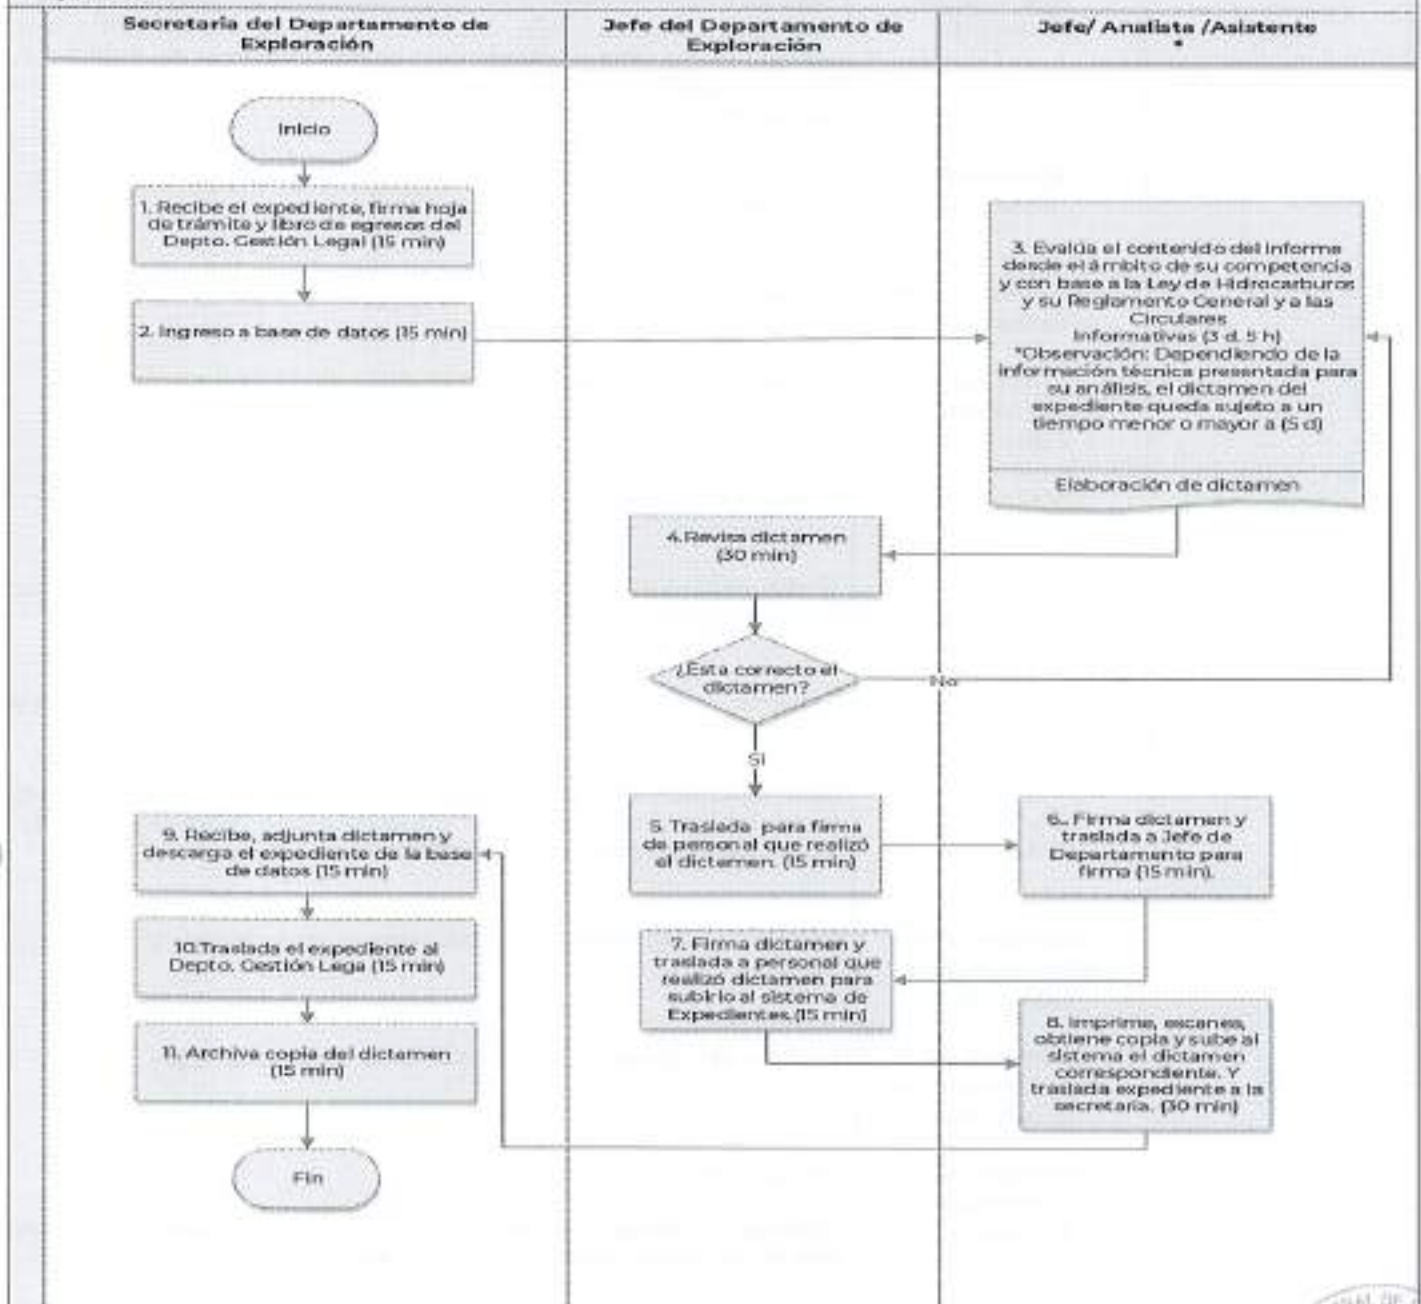 Secretaria del Departamento de
Exploración
Jefe del Departamento de
Exploración
Jefe/ Analista /Asistente
*
Inicio
1. Recibe el expediente, firma hoja
de trámite y libro de egresos del
Depto. Gestión Legal (15 min)
2. Ingreso a base de datos (15 min)
3. Evalúa el contenido del informe
desde el ámbito de su competencia
y con base a la Ley de Hidrocarburos
y su Reglamento General y a las
Circulares
Informativas (3 d. 5 h)
*Observación: Dependiendo de la
información técnica presentada para
su análisis, el dictamen del
expediente queda sujeto a un
tiempo menor o mayor a (5 d)
Elaboración de dictamen
4.Revisa dictamen
(30 min)
¿Esta correcto el
dictamen?
No
Si
5. Traslada para firma
de personal que realizó
el dictamen. (15 min)
6.. Firma dictamen y
traslada a Jefe de
Departamento para
firma (15 min).
7. Firma dictamen y
traslada a personal que
realizó dictamen para
subirlo al sistema de
Expedientes.(15 min)
8. Imprime, escanea,
obtiene copia y sube al
sistema el dictamen
correspondiente. Y
traslada expediente a la
secretaria. (30 min)
9. Recibe, adjunta dictamen y
descarga el expediente de la base
de datos (15 min)
10.Traslada el expediente al
Depto. Gestión Lega (15 min)
11. Archiva copia del dictamen
(15 min)
Fin